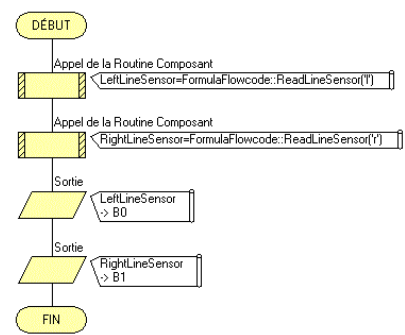 DÉBUT
Appel de la Routine Composant
LeftLineSensor=FormulaFlowcode::ReadLineSensor('l')
Appel de la Routine Composant
RightLineSensor=FormulaFlowcode::ReadLineSensor('r')
Sortie
LeftLineSensor
-> B0
Sortie
RightLineSensor
-> B1
FIN